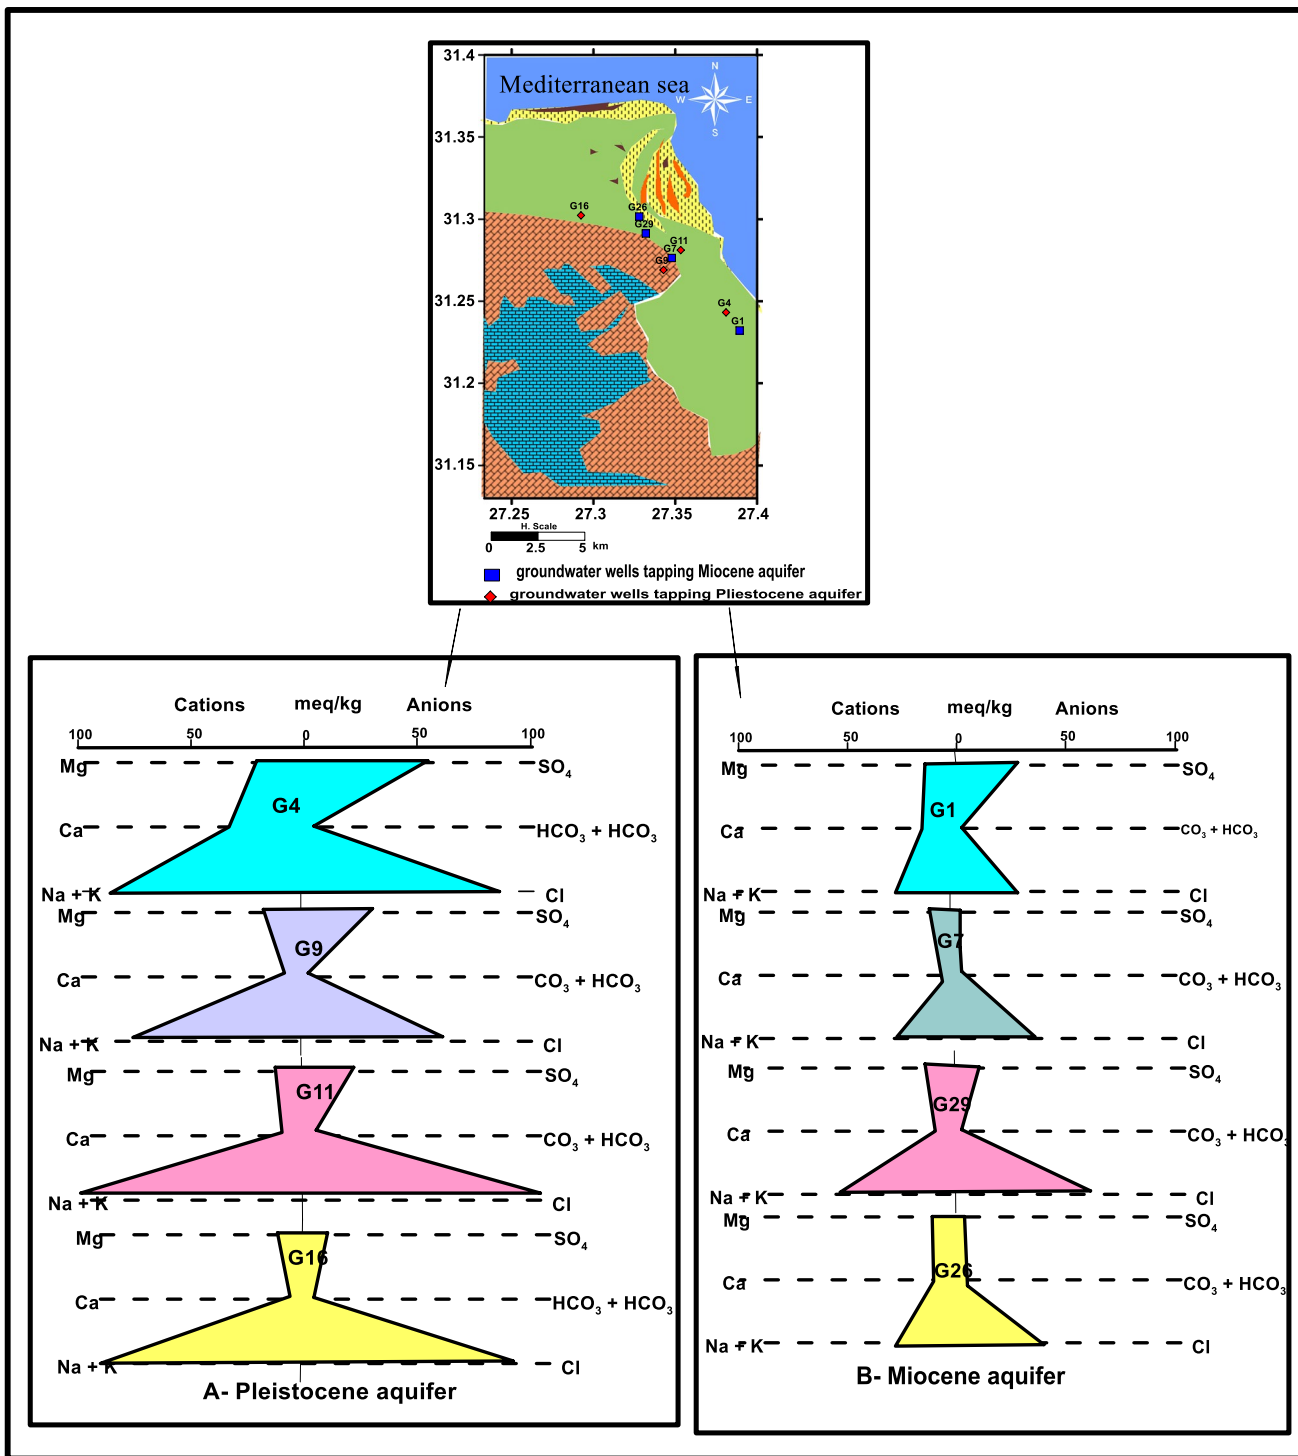 31.4
Mediterranean sea
N
W E
S
31.35
G16
G26
31.3
G29
G11
G7
G9
31.25
G4
G1
31.2
31.15
27.25 27.3 27.35 27.4
H. Scale
0 2.5 5 km
groundwater wells tapping Miocene aquifer
groundwater wells tapping Pliestocene aquifer
Cations meq/kg Anions
100 50 0 50 100
Mg SO₄
G4
Ca HCO₃ + HCO₃
Na + K Cl
Mg SO₄
G9
Ca CO₃ + HCO₃
Na + K Cl
Mg SO₄
G11
Ca CO₃ + HCO₃
Na + K Cl
Mg SO₄
G16
Ca HCO₃ + HCO₃
Na + K Cl
A- Pleistocene aquifer
Cations meq/kg Anions
100 50 0 50 100
Mg SO₄
G1
Ca CO₃ + HCO₃
Na + K Cl
Mg SO₄
G7
Ca CO₃ + HCO₃
Na + K Cl
Mg SO₄
G29
Ca CO₃ + HCO₃
Na + K Cl
Mg SO₄
G26
Ca CO₃ + HCO₃
Na + K Cl
B- Miocene aquifer